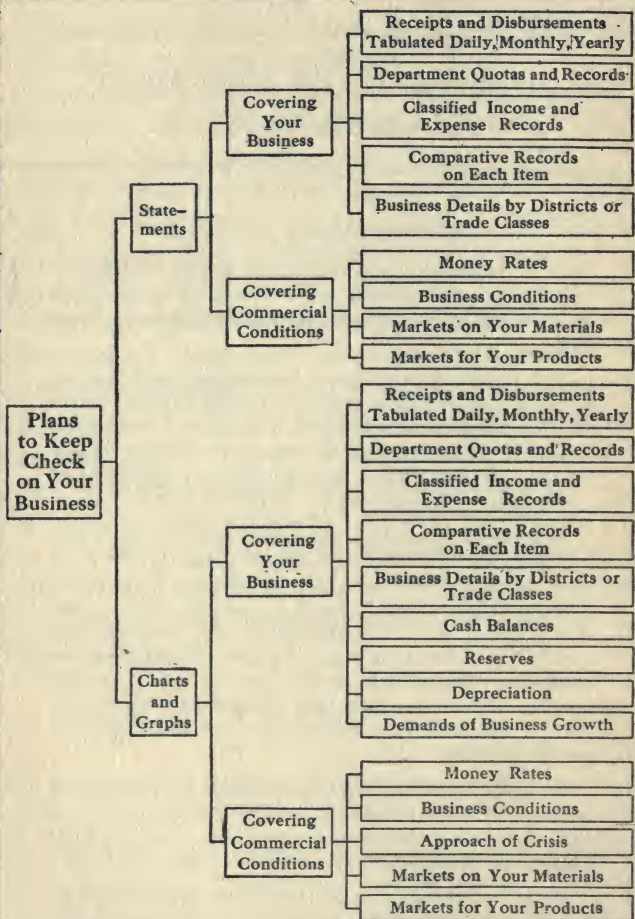 Plans
to Keep
Check
on Your
Business
State-
ments
Covering
Your
Business
Receipts and Disbursements
Tabulated Daily, Monthly, Yearly
Department Quotas and Records
Classified Income and
Expense Records
Comparative Records
on Each Item
Business Details by Districts or
Trade Classes
Covering
Commercial
Conditions
Money Rates
Business Conditions
Markets on Your Materials
Markets for Your Products
Charts
and
Graphs
Covering
Your
Business
Receipts and Disbursements
Tabulated Daily, Monthly, Yearly
Department Quotas and Records
Classified Income and
Expense Records
Comparative Records
on Each Item
Business Details by Districts or
Trade Classes
Cash Balances
Reserves
Depreciation
Demands of Business Growth
Covering
Commercial
Conditions
Money Rates
Business Conditions
Approach of Crisis
Markets on Your Materials
Markets for Your Products